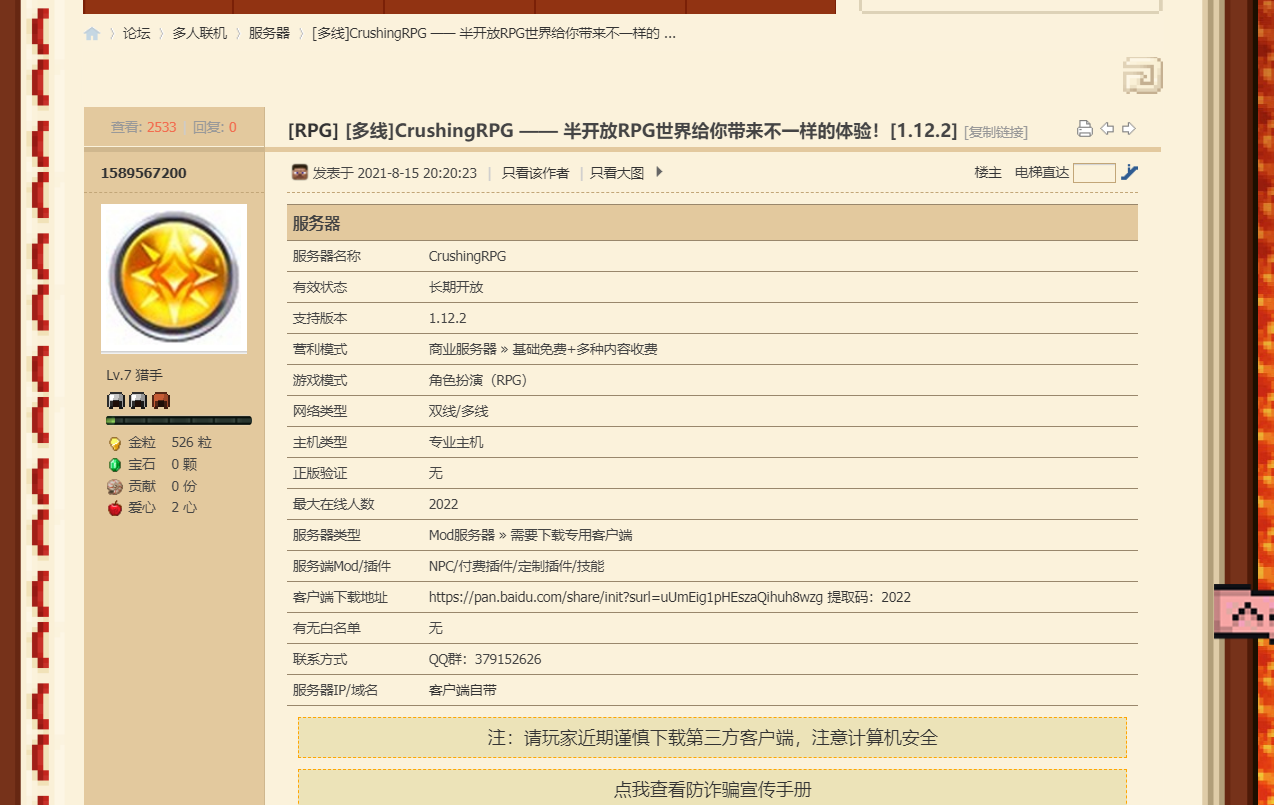 论坛 › 多人联机 › 服务器 › [多线]CrushingRPG —— 半开放RPG世界给你带来不一样的 ...
查看: 2533 回复: 0
[RPG] [多线]CrushingRPG —— 半开放RPG世界给你带来不一样的体验！[1.12.2] [复制链接]
1589567200
发表于 2021-8-15 20:20:23 | 只看该作者 | 只看大图
楼主 电梯直达
Lv.7 猎手
金粒 526 粒
宝石 0 颗
贡献 0 份
爱心 2 心
服务器
服务器名称 CrushingRPG
有效状态 长期开放
支持版本 1.12.2
营利模式 商业服务器 » 基础免费+多种内容收费
游戏模式 角色扮演（RPG）
网络类型 双线/多线
主机类型 专业主机
正版验证 无
最大在线人数 2022
服务器类型 Mod服务器 » 需要下载专用客户端
服务端Mod/插件 NPC/付费插件/定制插件/技能
客户端下载地址 https://pan.baidu.com/share/init?surl=uUmEig1pHEszaQihuh8wzg 提取码：2022
有无白名单 无
联系方式 QQ群：379152626
服务器IP/域名 客户端自带
注：请玩家近期谨慎下载第三方客户端，注意计算机安全
点我查看防诈骗宣传手册